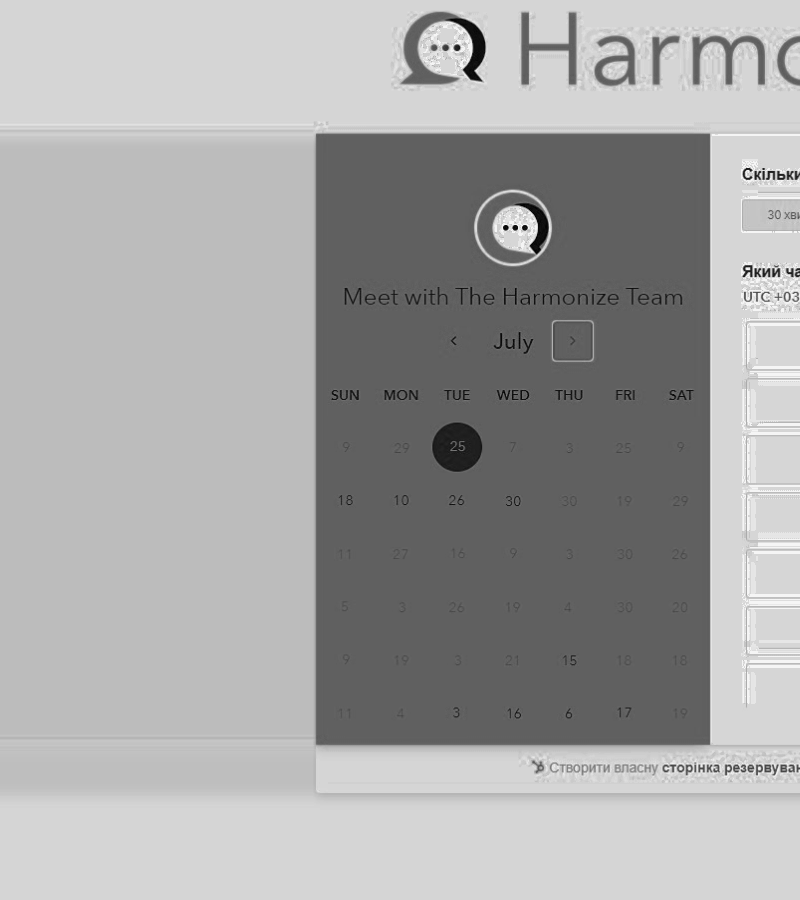 Harmo
Meet with The Harmonize Team
July
SUN MON TUE WED THU FRI SAT
9 29 25 7 3 25 9
18 10 26 30 30 19 29
11 27 16 9 3 30 26
5 3 26 19 4 30 20
9 19 3 21 15 18 18
11 4 3 16 6 17 19
Скільки
30 хви
Який ча
UTC +03
Створити власну сторінка резервуван